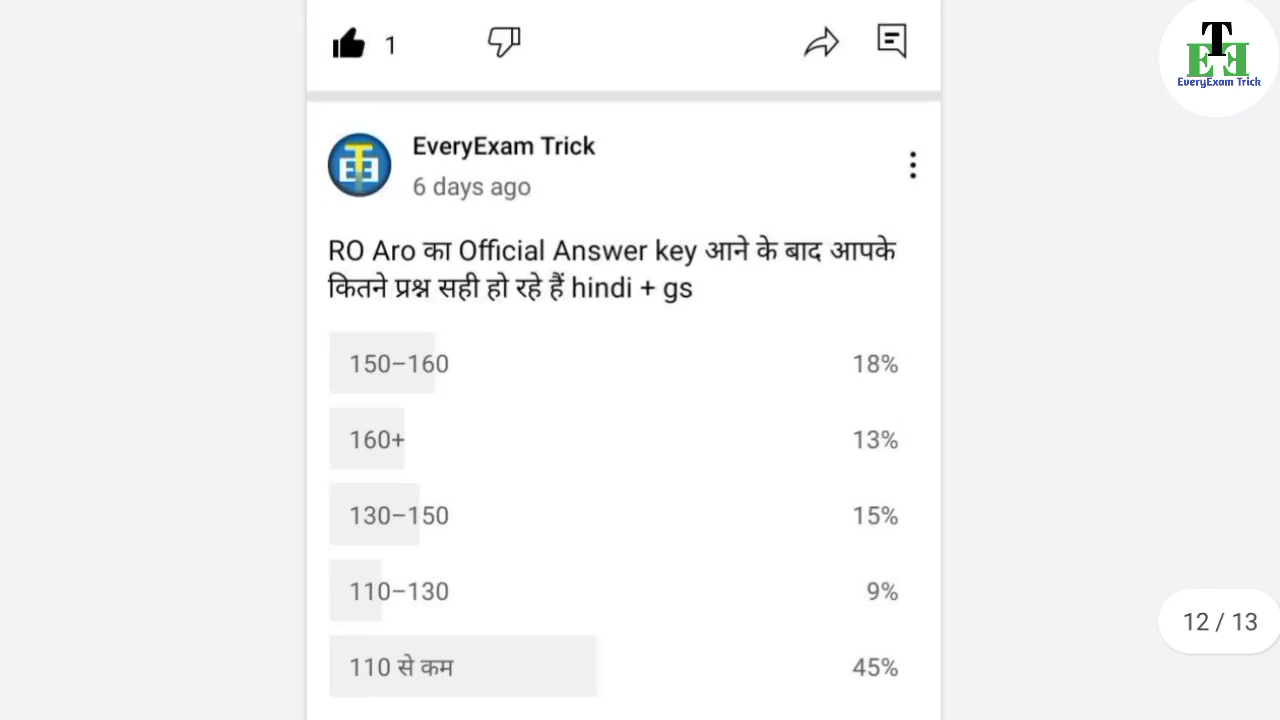 1
T
EE
EveryExam Trick
EveryExam Trick
6 days ago
RO Aro का Official Answer key आने के बाद आपके
कितने प्रश्न सही हो रहे हैं hindi + gs
150–160 18%
160+ 13%
130–150 15%
110–130 9%
110 से कम 45%
12 / 13